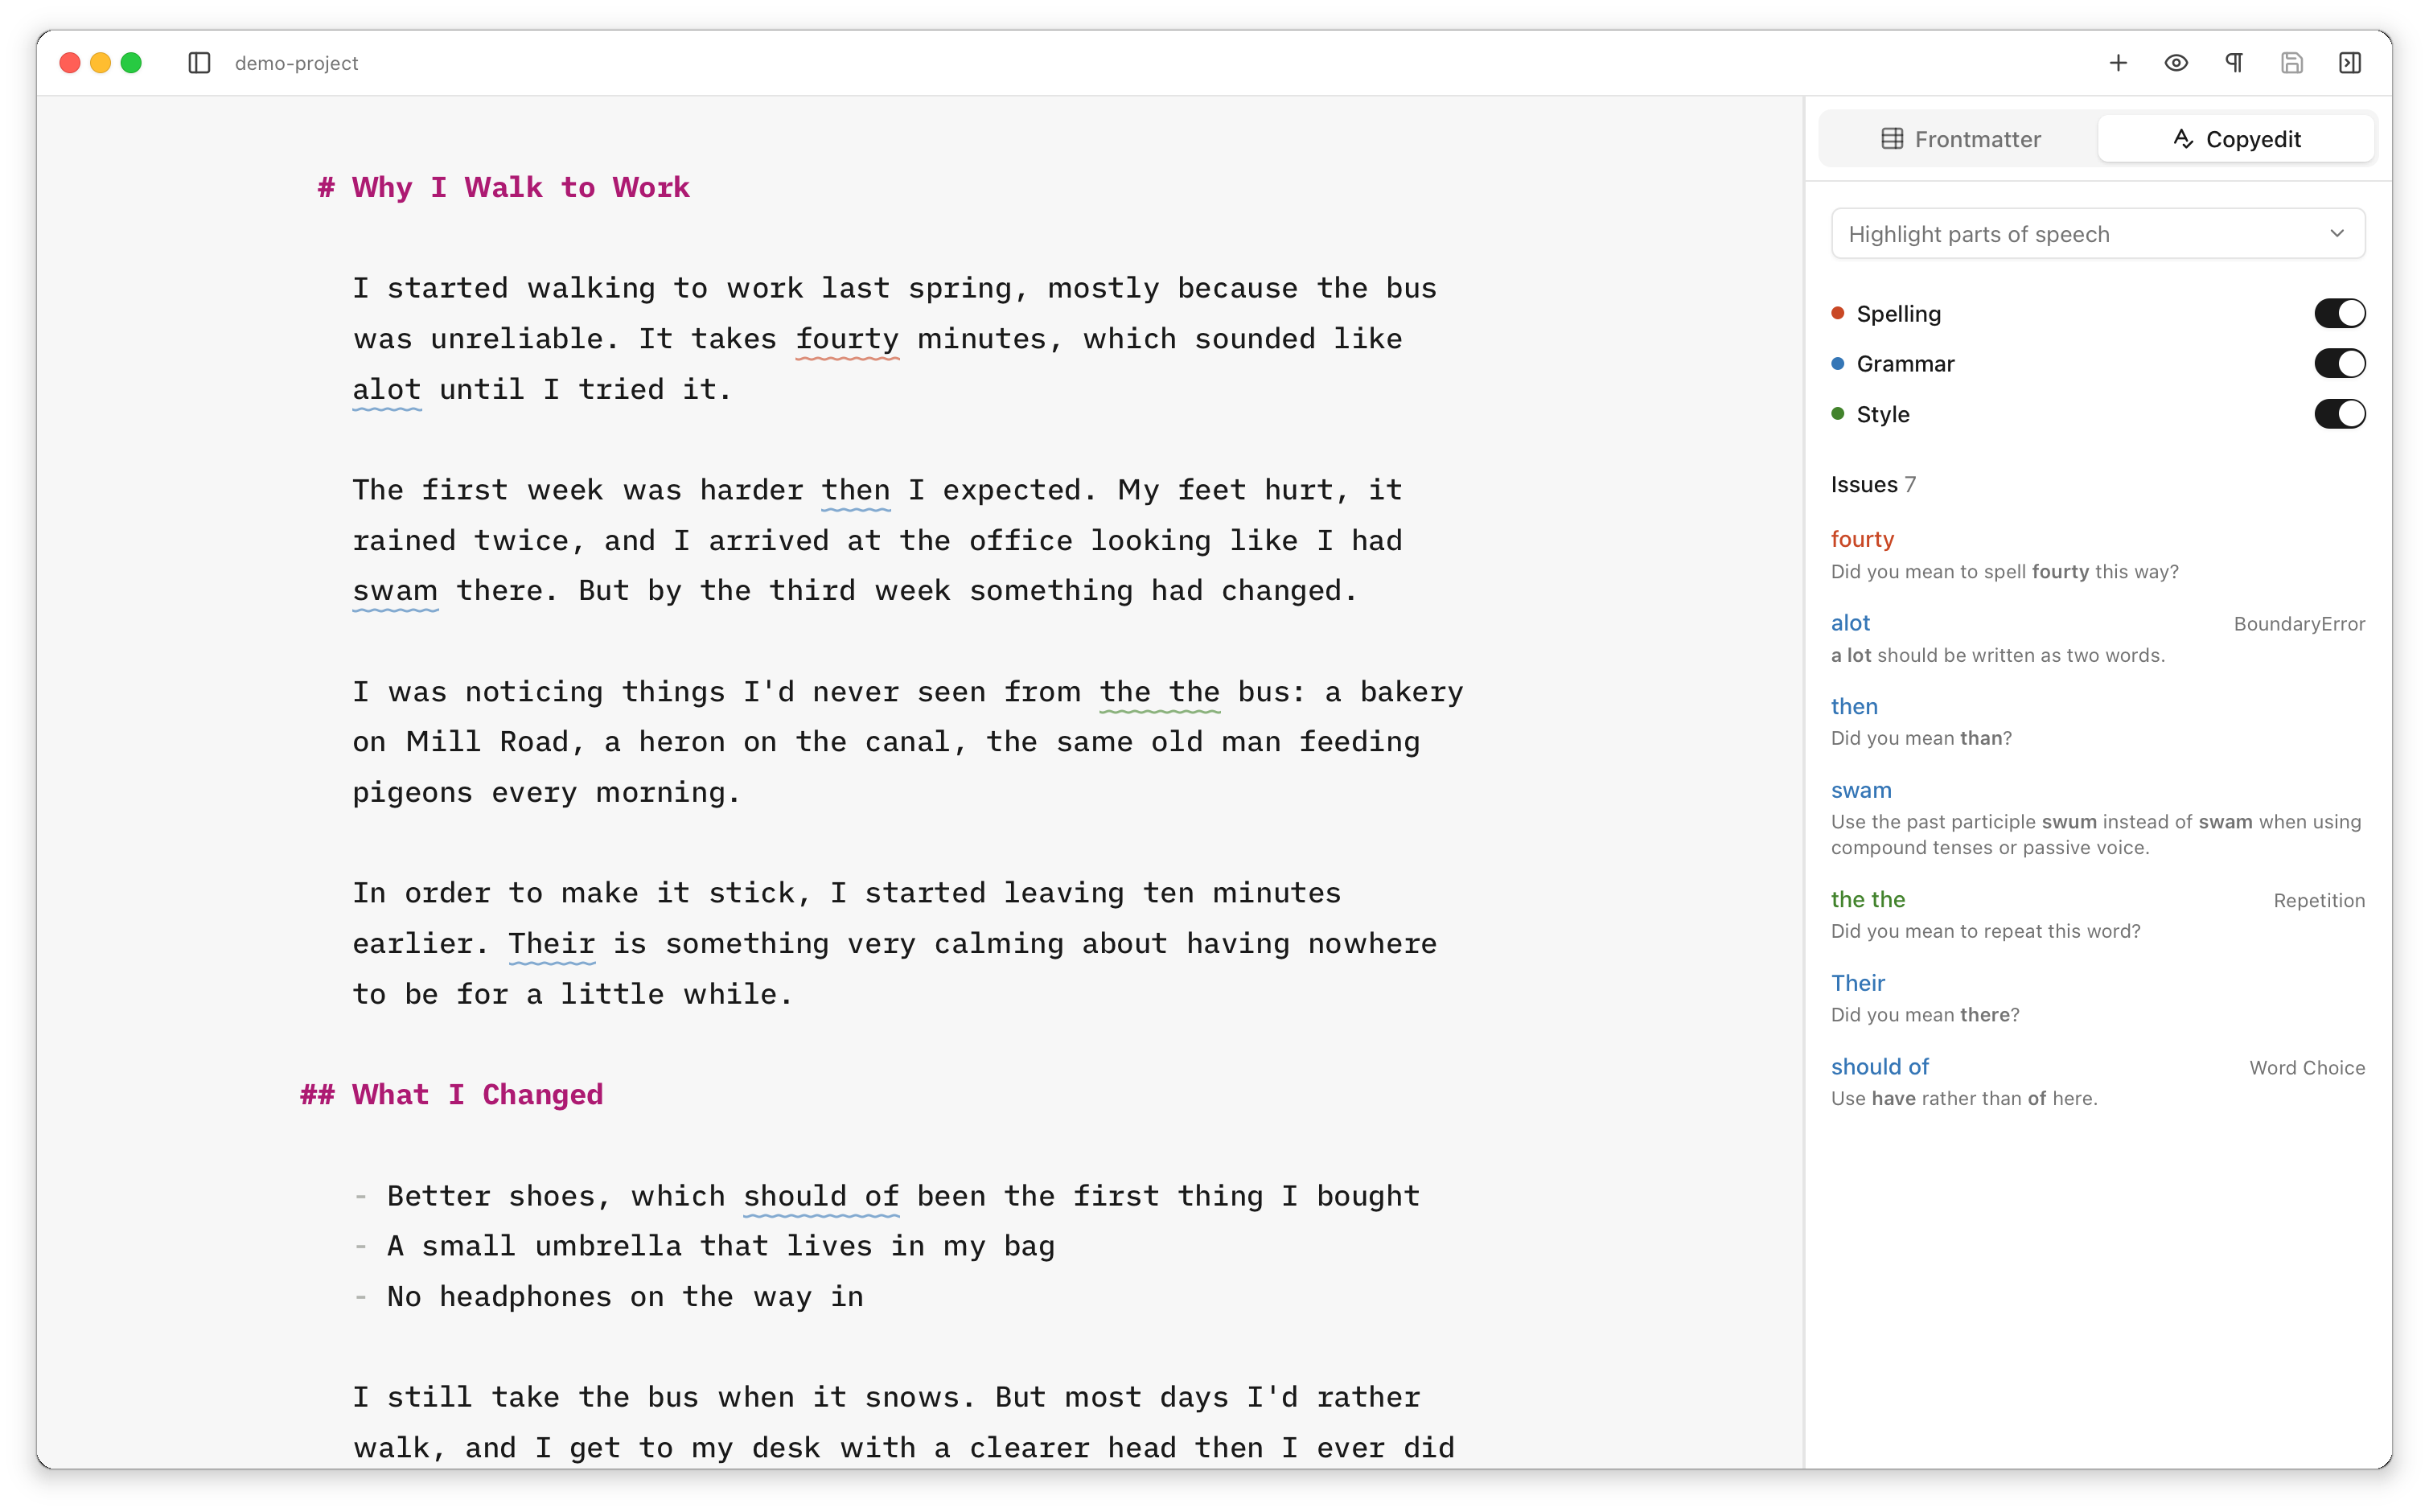 demo-project
# Why I Walk to Work
I started walking to work last spring, mostly because the bus
was unreliable. It takes fourty minutes, which sounded like
alot until I tried it.
The first week was harder then I expected. My feet hurt, it
rained twice, and I arrived at the office looking like I had
swam there. But by the third week something had changed.
I was noticing things I'd never seen from the the bus: a bakery
on Mill Road, a heron on the canal, the same old man feeding
pigeons every morning.
In order to make it stick, I started leaving ten minutes
earlier. Their is something very calming about having nowhere
to be for a little while.
## What I Changed
- Better shoes, which should of been the first thing I bought
- A small umbrella that lives in my bag
- No headphones on the way in
I still take the bus when it snows. But most days I'd rather
walk, and I get to my desk with a clearer head then I ever did
Frontmatter
Copyedit
Highlight parts of speech
Spelling
Grammar
Style
Issues 7
fourty
Did you mean to spell fourty this way?
alot BoundaryError
a lot should be written as two words.
then
Did you mean than?
swam
Use the past participle swum instead of swam when using
compound tenses or passive voice.
the the Repetition
Did you mean to repeat this word?
Their
Did you mean there?
should of Word Choice
Use have rather than of here.